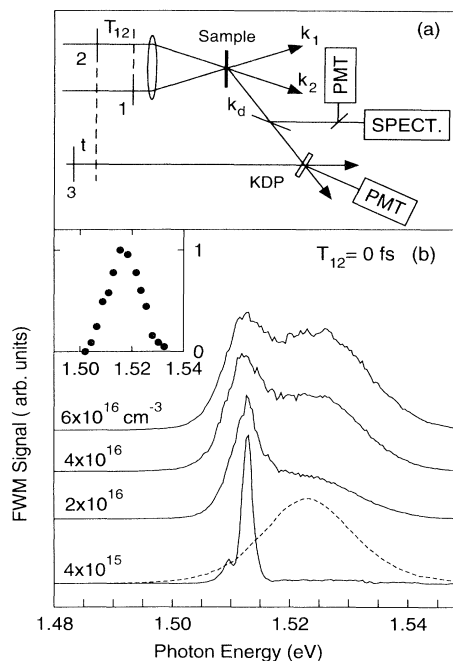 T12
Sample
k1
(a)
2
1
k2
PMT
kd
SPECT.
t
3
KDP
PMT
T12= 0 fs (b)
1
0
1.50 1.52 1.54
FWM Signal ( arb. units)
6x10^16 cm^-3
4x10^16
2x10^16
4x10^15
1.48 1.50 1.52 1.54
Photon Energy (eV)